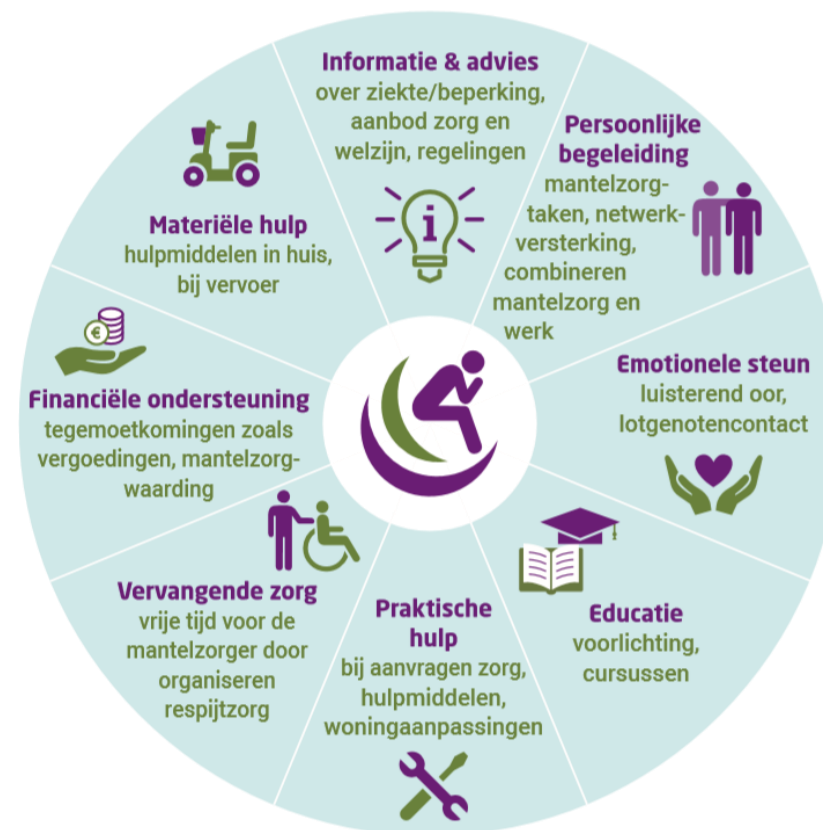 Informatie & advies
over ziekte/beperking,
aanbod zorg en
welzijn, regelingen
Persoonlijke
begeleiding
mantelzorg-
taken, netwerk-
versterking,
combineren
mantelzorg en
werk
Emotionele steun
luisterend oor,
lotgenotencontact
Educatie
voorlichting,
cursussen
Praktische
hulp
bij aanvragen zorg,
hulpmiddelen,
woningaanpassingen
Vervangende zorg
vrije tijd voor de
mantelzorger door
organiseren
respijtzorg
Financiële ondersteuning
tegemoetkomingen zoals
vergoedingen, mantelzorg-
waarding
Materiële hulp
hulpmiddelen in huis,
bij vervoer
i
€